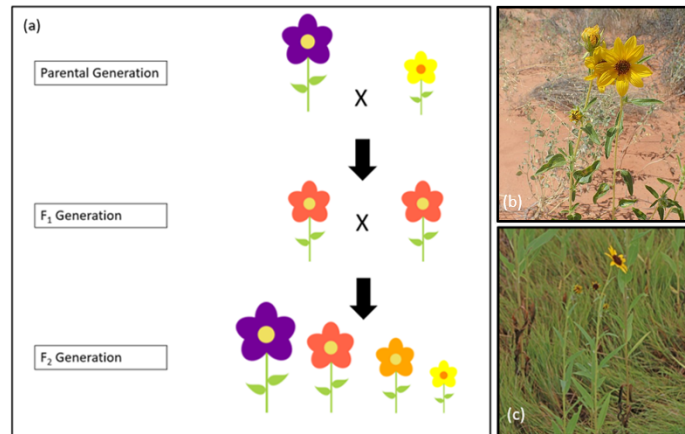 (a)
Parental Generation
X
F₁ Generation
X
F₂ Generation
(b)
(c)